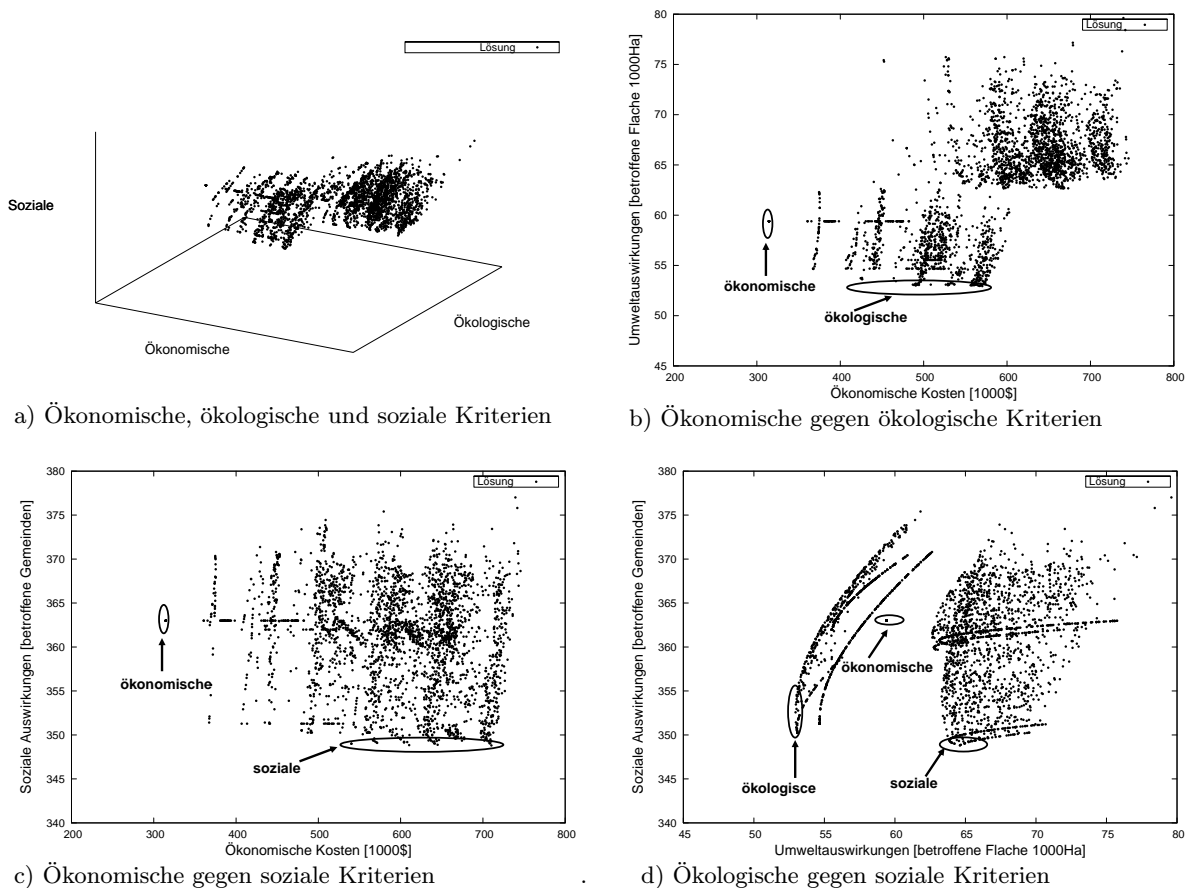 Lösung
Soziale
Ökologische
Ökonomische
a) Ökonomische, ökologische und soziale Kriterien
80
75
70
65
60
55
50
45
Umweltauswirkungen [betroffene Flache 1000Ha]
Lösung
ökonomische
ökologische
200 300 400 500 600 700 800
Ökonomische Kosten [1000$]
b) Ökonomische gegen ökologische Kriterien
380
375
370
365
360
355
350
345
340
Soziale Auswirkungen [betroffene Gemeinden]
Lösung
ökonomische
soziale
200 300 400 500 600 700 800
Ökonomische Kosten [1000$]
c) Ökonomische gegen soziale Kriterien
.
380
375
370
365
360
355
350
345
340
Soziale Auswirkungen [betroffene Gemeinden]
Lösung
ökonomische
ökologisce
soziale
45 50 55 60 65 70 75 80
Umweltauswirkungen [betroffene Flache 1000Ha]
d) Ökologische gegen soziale Kriterien